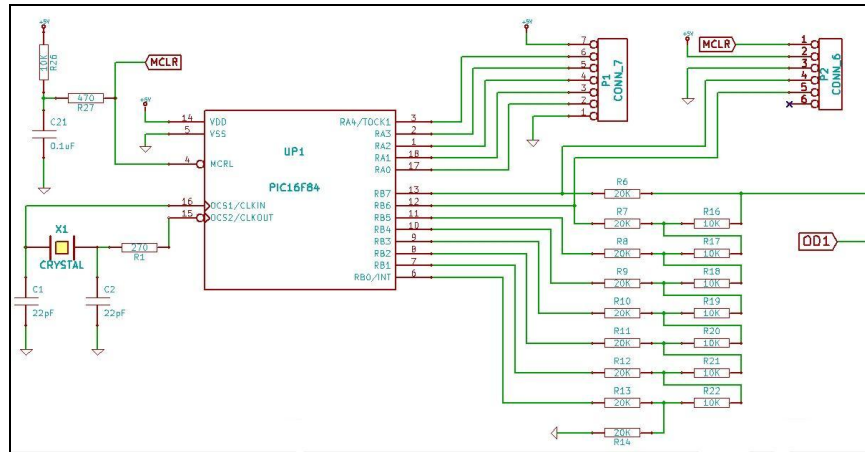 +5V
10K
R26
MCLR
470
R27
C21
0.1uF
+5V
14
VDD
5
VSS
4
MCRL
16
OCS1/CLKIN
15
OCS2/CLKOUT
UP1
PIC16F84
RA4/TOCK1
3
RA3
2
RA2
1
RA1
18
RA0
17
RB7
13
RB6
12
RB5
11
RB4
10
RB3
9
RB2
8
RB1
7
RB0/INT
6
X1
CRYSTAL
270
R1
C1
22pF
C2
22pF
+5V
7
6
5
4
3
2
1
P1
CONN_7
MCLR
+5V
1
2
3
4
5
6
P2
CONN_6
R6
20K
R7
20K
R16
10K
R8
20K
R17
10K
R9
20K
R18
10K
R10
20K
R19
10K
R11
20K
R20
10K
R12
20K
R21
10K
R13
20K
R22
10K
20K
R14
OD1